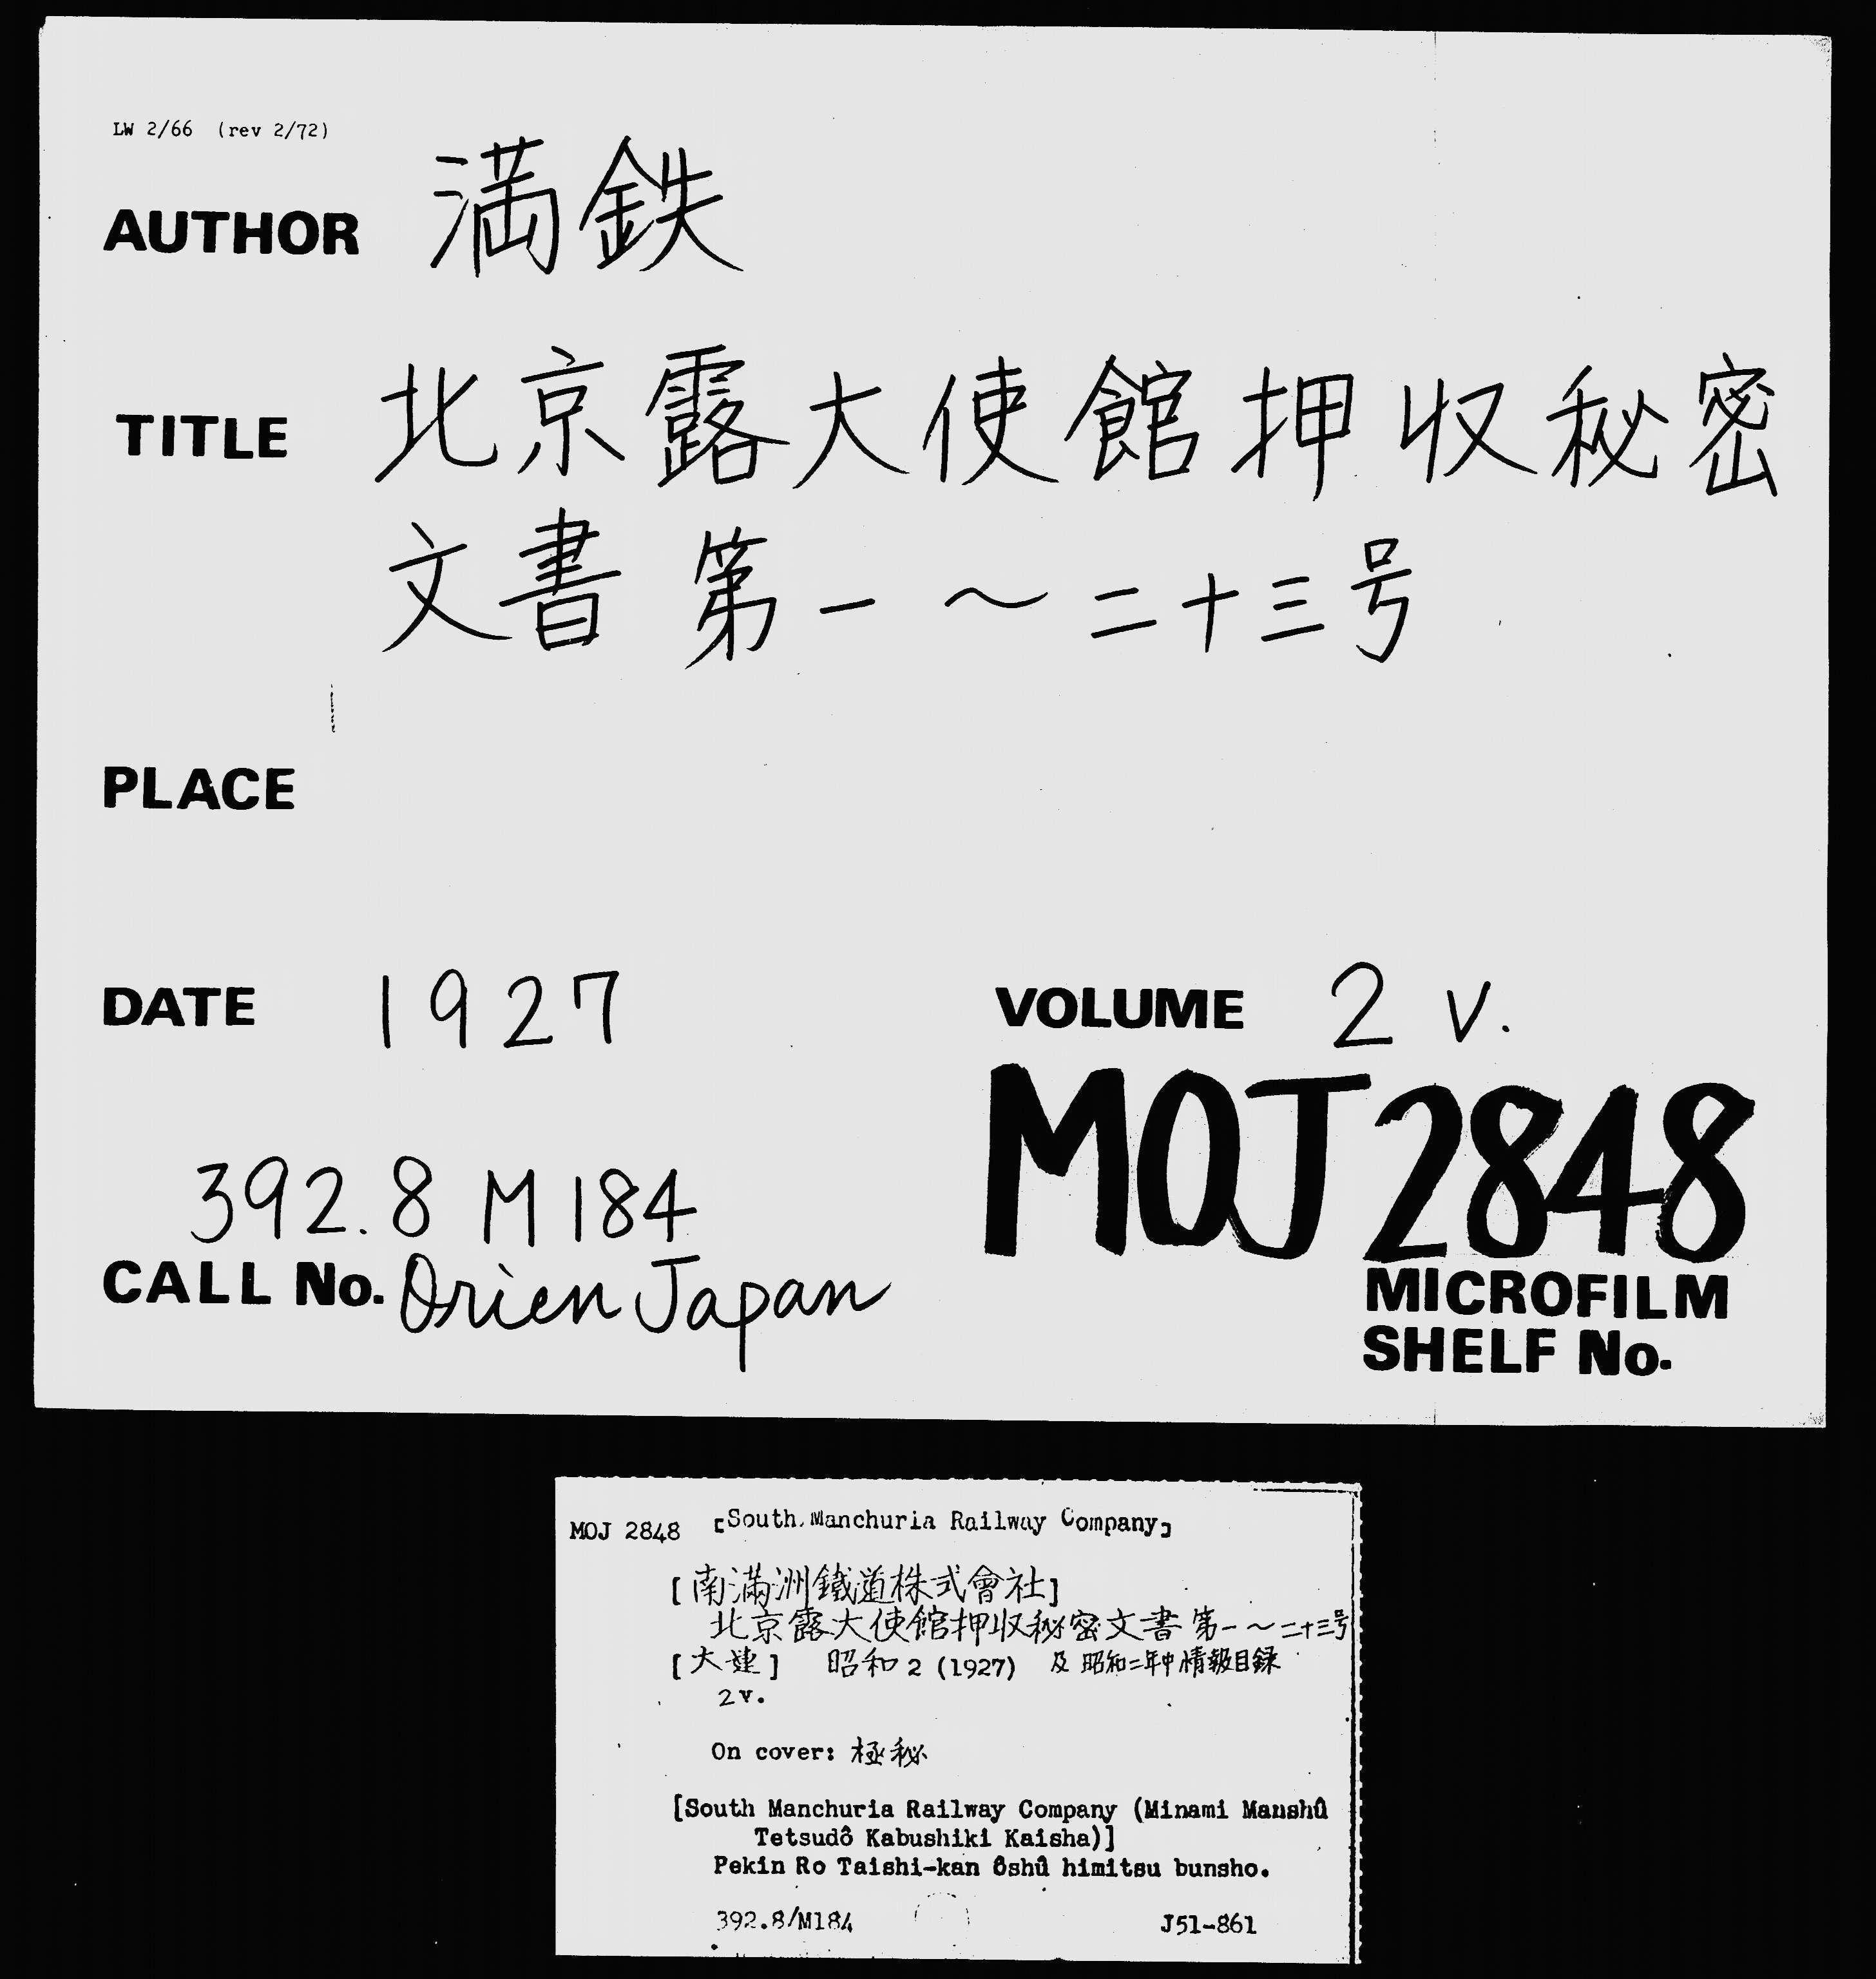 LW 2/66 (rev 2/72)
AUTHOR 満鉄
TITLE 北京露大使館押収秘密
文書 第一～二十三号
PLACE
DATE 1927 VOLUME 2 v.
MOJ 2848
392.8 M184
CALL No. Orien Japan
MICROFILM
SHELF No.
MOJ 2848 [South Manchuria Railway Company]
[南滿洲鐵道株式會社]
北京露大使館押収秘密文書 第一～二十三号
[大連] 昭和2 (1927) 及 昭和二年中情報目録
2v.
On cover: 極秘
[South Manchuria Railway Company (Minami Manshû
Tetsudô Kabushiki Kaisha)]
Pekin Ro Taishi-kan ôshû himitsu bunsho.
392.8/M184 J51-861